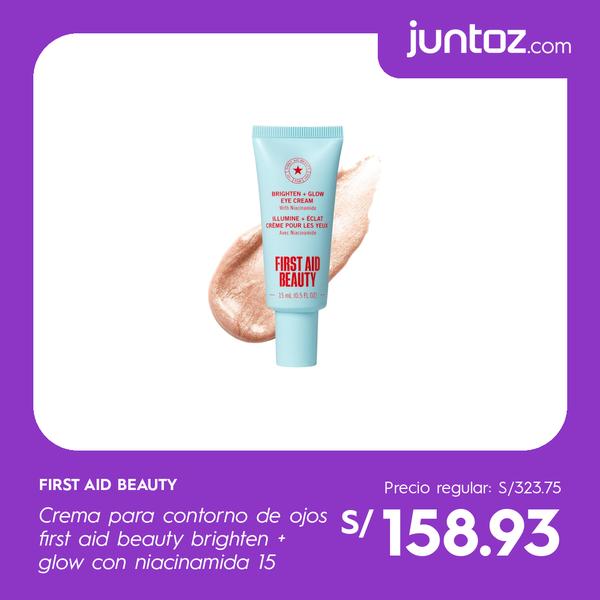 juntoz.com
BRIGHTEN + GLOW
EYE CREAM
With Niacinamide
ILLUMINE + ÉCLAT
CRÈME POUR LES YEUX
Avec Niacinamide
FIRST AID
BEAUTY
15 mL (0.5 FL OZ)
FIRST AID BEAUTY
Crema para contorno de ojos
first aid beauty brighten +
glow con niacinamida 15
Precio regular: S/323.75
S/158.93